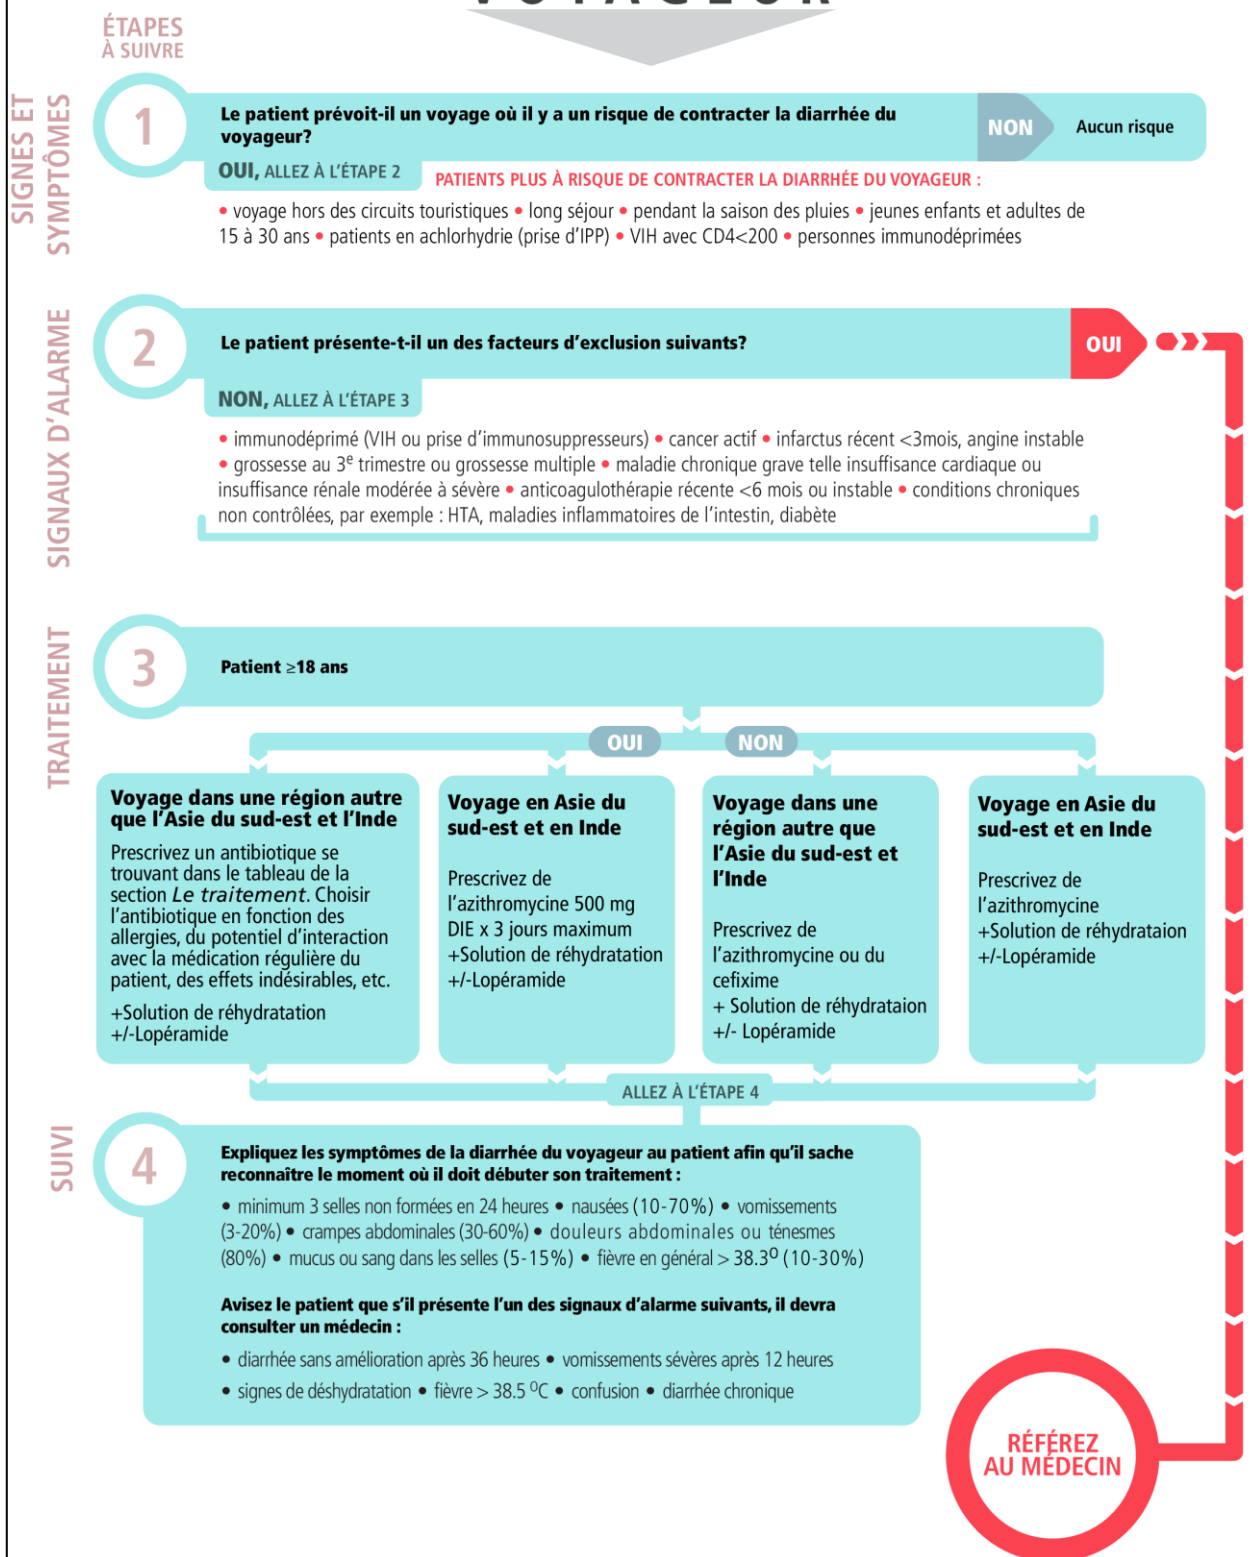 VOYAGEUR
ÉTAPES
À SUIVRE
SIGNES ET
SYMPTÔMES
1
Le patient prévoit-il un voyage où il y a un risque de contracter la diarrhée du
voyageur?
NON
Aucun risque
OUI, ALLEZ À L'ÉTAPE 2
PATIENTS PLUS À RISQUE DE CONTRACTER LA DIARRHÉE DU VOYAGEUR :
• voyage hors des circuits touristiques • long séjour • pendant la saison des pluies • jeunes enfants et adultes de
15 à 30 ans • patients en achlorhydrie (prise d'IPP) • VIH avec CD4<200 • personnes immunodéprimées
SIGNAUX D'ALARME
2
Le patient présente-t-il un des facteurs d'exclusion suivants?
OUI
NON, ALLEZ À L'ÉTAPE 3
• immunodéprimé (VIH ou prise d'immunosuppresseurs) • cancer actif • infarctus récent <3mois, angine instable
• grossesse au 3e trimestre ou grossesse multiple • maladie chronique grave telle insuffisance cardiaque ou
insuffisance rénale modérée à sévère • anticoagulothérapie récente <6 mois ou instable • conditions chroniques
non contrôlées, par exemple : HTA, maladies inflammatoires de l'intestin, diabète
TRAITEMENT
3
Patient ≥18 ans
OUI
NON
Voyage dans une région autre
que l'Asie du sud-est et l'Inde
Prescrivez un antibiotique se
trouvant dans le tableau de la
section Le traitement. Choisir
l'antibiotique en fonction des
allergies, du potentiel d'interaction
avec la médication régulière du
patient, des effets indésirables, etc.
+Solution de réhydratation
+/-Lopéramide
Voyage en Asie du
sud-est et en Inde
Prescrivez de
l'azithromycine 500 mg
DIE x 3 jours maximum
+Solution de réhydratation
+/-Lopéramide
Voyage dans une
région autre que
l'Asie du sud-est et
l'Inde
Prescrivez de
l'azithromycine ou du
cefixime
+ Solution de réhydrataion
+/- Lopéramide
Voyage en Asie du
sud-est et en Inde
Prescrivez de
l'azithromycine
+Solution de réhydrataion
+/-Lopéramide
ALLEZ À L'ÉTAPE 4
SUIVI
4
Expliquez les symptômes de la diarrhée du voyageur au patient afin qu'il sache
reconnaître le moment où il doit débuter son traitement :
• minimum 3 selles non formées en 24 heures • nausées (10-70%) • vomissements
(3-20%) • crampes abdominales (30-60%) • douleurs abdominales ou ténesmes
(80%) • mucus ou sang dans les selles (5-15%) • fièvre en général > 38.3⁰ (10-30%)
Avisez le patient que s'il présente l'un des signaux d'alarme suivants, il devra
consulter un médecin :
• diarrhée sans amélioration après 36 heures • vomissements sévères après 12 heures
• signes de déshydratation • fièvre > 38.5 ⁰C • confusion • diarrhée chronique
RÉFÉREZ
AU MÉDECIN